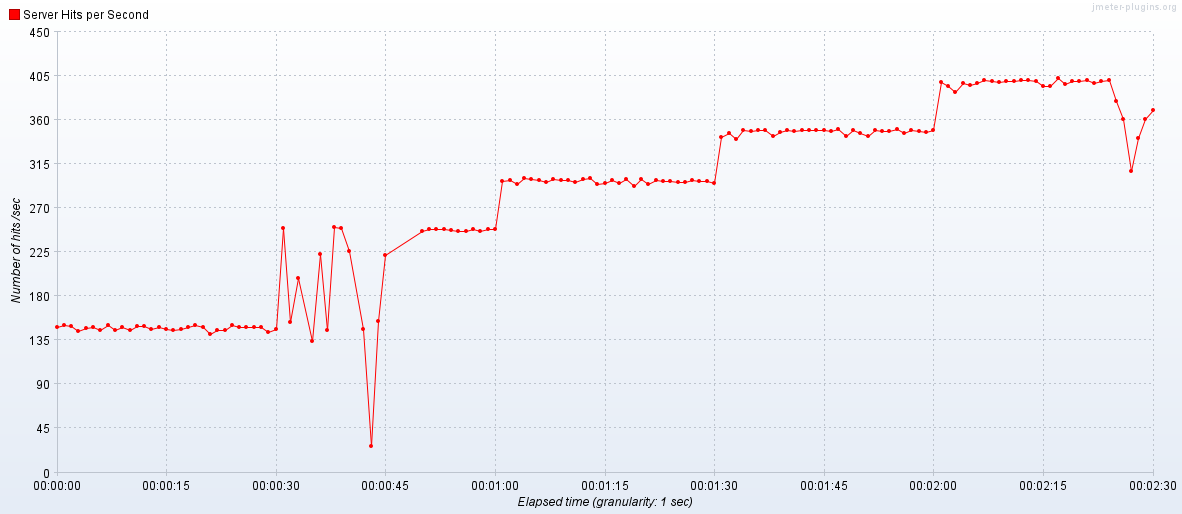 Server Hits per Second
jmeter-plugins.org
450
405
360
315
270
225
180
135
90
45
0
Number of hits /sec
00:00:00 00:00:15 00:00:30 00:00:45 00:01:00 00:01:15 00:01:30 00:01:45 00:02:00 00:02:15 00:02:30
Elapsed time (granularity: 1 sec)